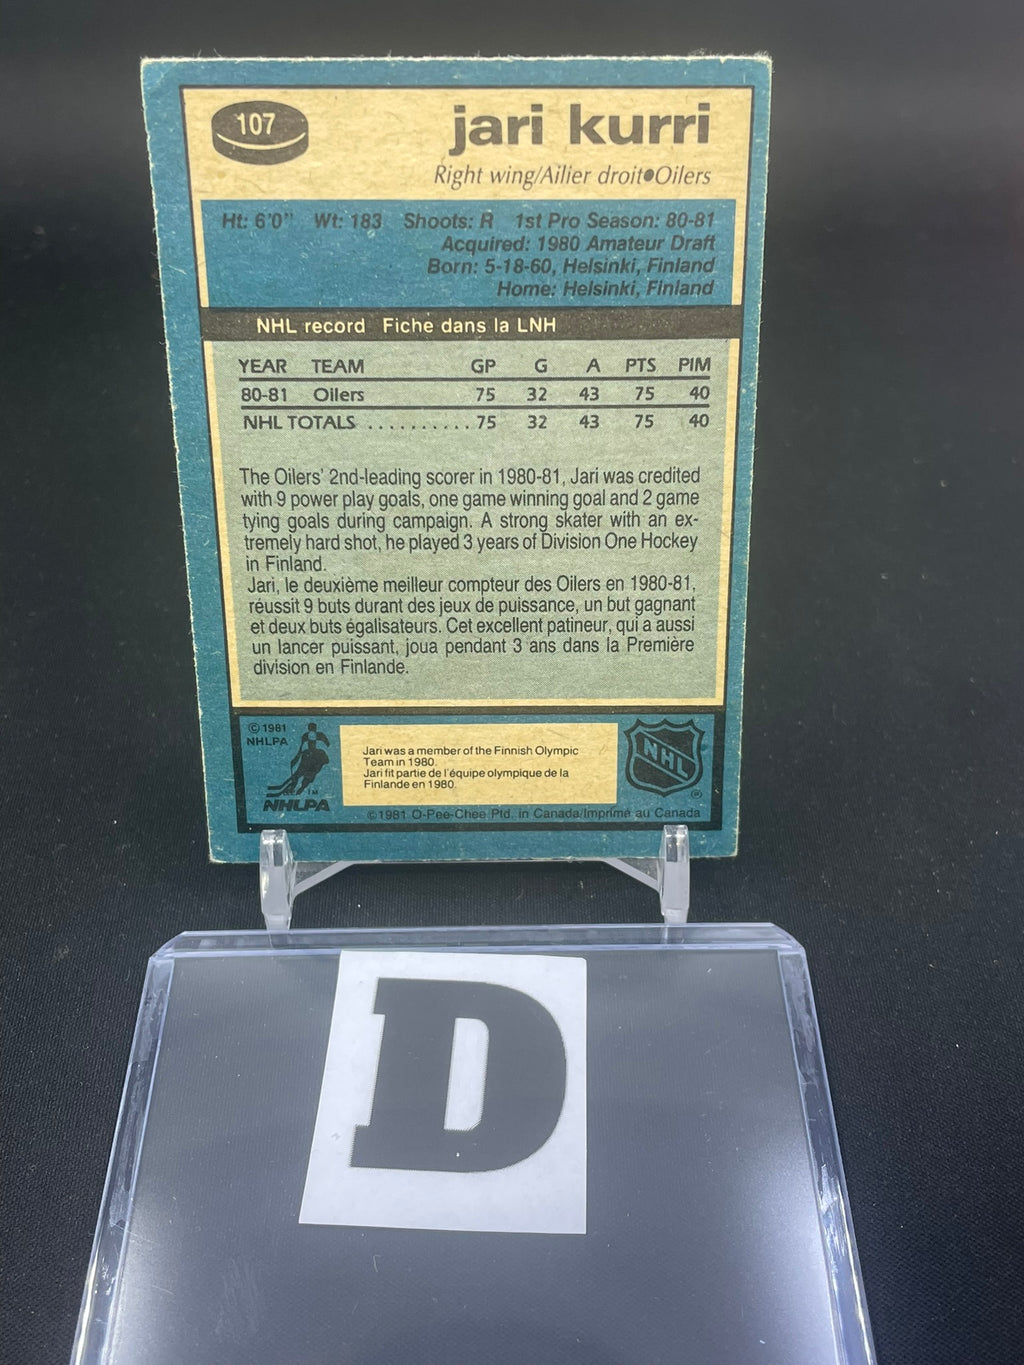 107
jari kurri
Right wing/Ailier droit•Oilers
Ht: 6'0" Wt: 183 Shoots: R 1st Pro Season: 80-81
Acquired: 1980 Amateur Draft
Born: 5-18-60, Helsinki, Finland
Home: Helsinki, Finland
NHL record Fiche dans la LNH
YEAR TEAM GP G A PTS PIM
80-81 Oilers 75 32 43 75 40
NHL TOTALS .......... 75 32 43 75 40
The Oilers' 2nd-leading scorer in 1980-81, Jari was credited
with 9 power play goals, one game winning goal and 2 game
tying goals during campaign. A strong skater with an ex-
tremely hard shot, he played 3 years of Division One Hockey
in Finland.
Jari, le deuxième meilleur compteur des Oilers en 1980-81,
réussit 9 buts durant des jeux de puissance, un but gagnant
et deux buts égalisateurs. Cet excellent patineur, qui a aussi
un lancer puissant, joua pendant 3 ans dans la Première
division en Finlande.
© 1981
NHLPA
TM
NHLPA
Jari was a member of the Finnish Olympic
Team in 1980.
Jari fit partie de l'équipe olympique de la
Finlande en 1980.
NHL
®
©1981 O-Pee-Chee Ptd. in Canada/Imprimé au Canada
D